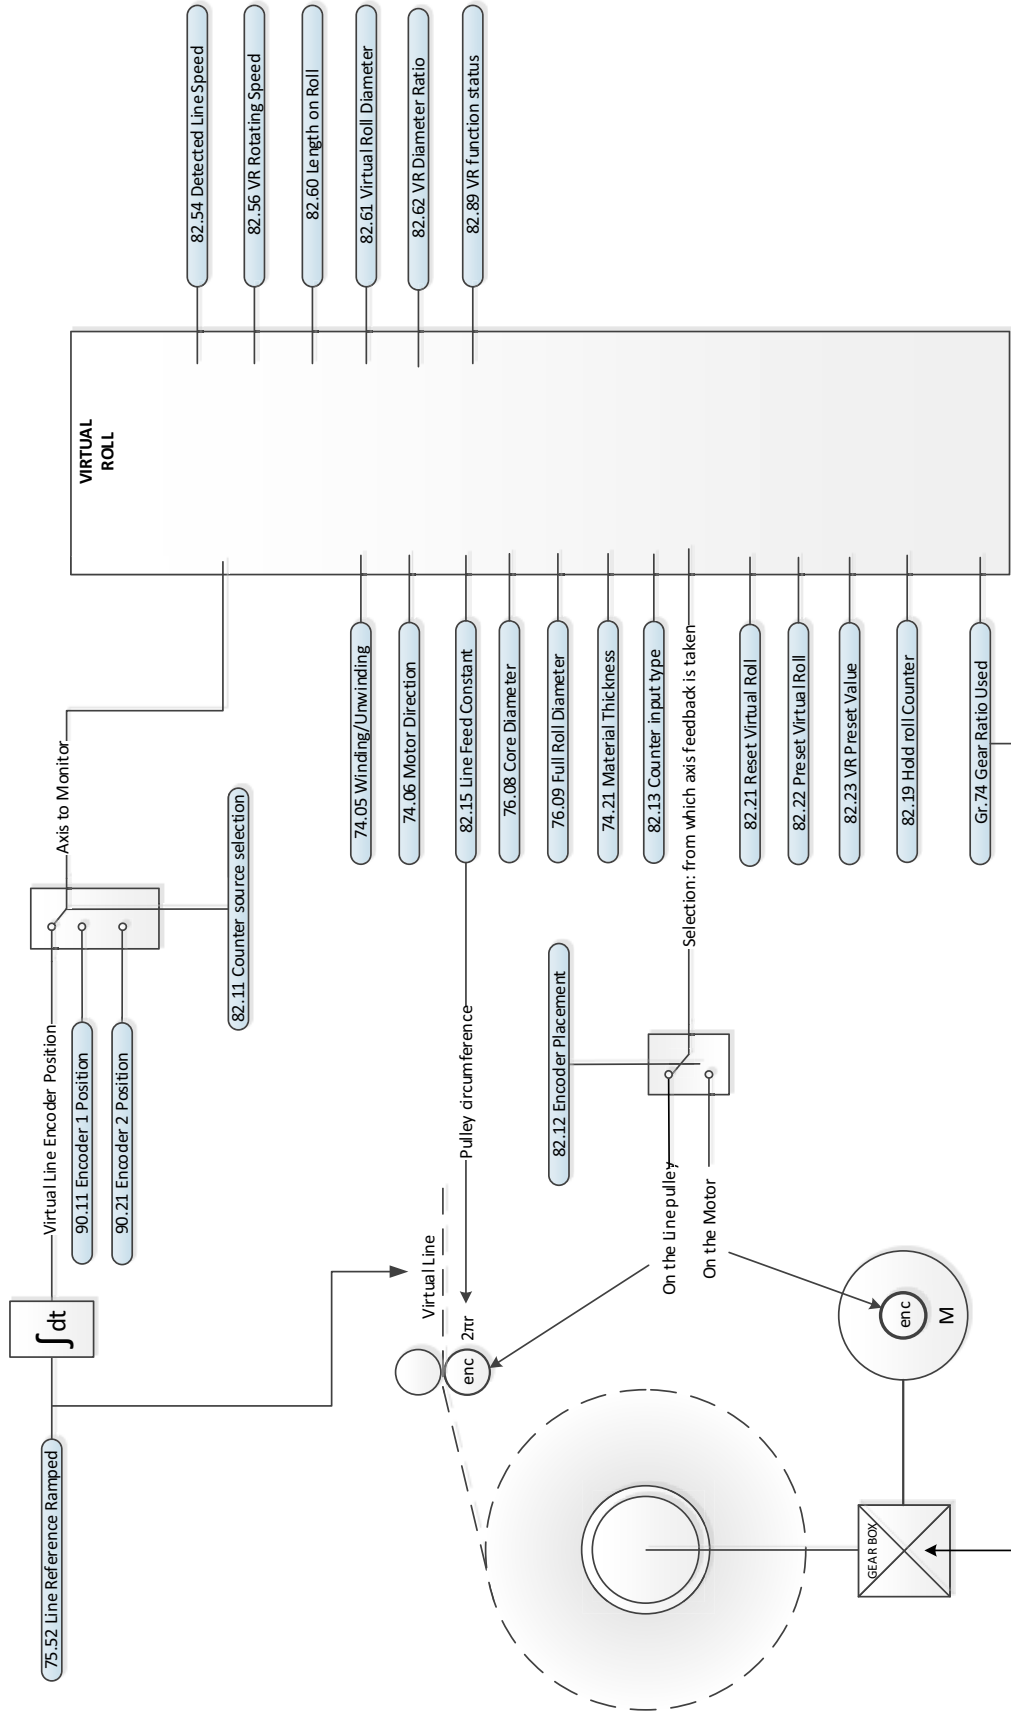 75.52 Line Reference Ramped
∫dt
Virtual Line Encoder Position
90.11 Encoder 1 Position
90.21 Encoder 2 Position
82.11 Counter source selection
Axis to Monitor
VIRTUAL
ROLL
82.54 Detected Line Speed
82.56 VR Rotating Speed
82.60 Length on Roll
82.61 Virtual Roll Diameter
82.62 VR Diameter Ratio
82.89 VR function status
74.05 Winding/Unwinding
74.06 Motor Direction
82.15 Line Feed Constant
76.08 Core Diameter
76.09 Full Roll Diameter
74.21 Material Thickness
82.13 Counter input type
Selection: from which axis feedback is taken
82.21 Reset Virtual Roll
82.22 Preset Virtual Roll
82.23 VR Preset Value
82.19 Hold roll Counter
Gr.74 Gear Ratio Used
Virtual Line
enc
2πr
Pulley circumference
82.12 Encoder Placement
On the Line pulley
On the Motor
enc
M
GEAR BOX